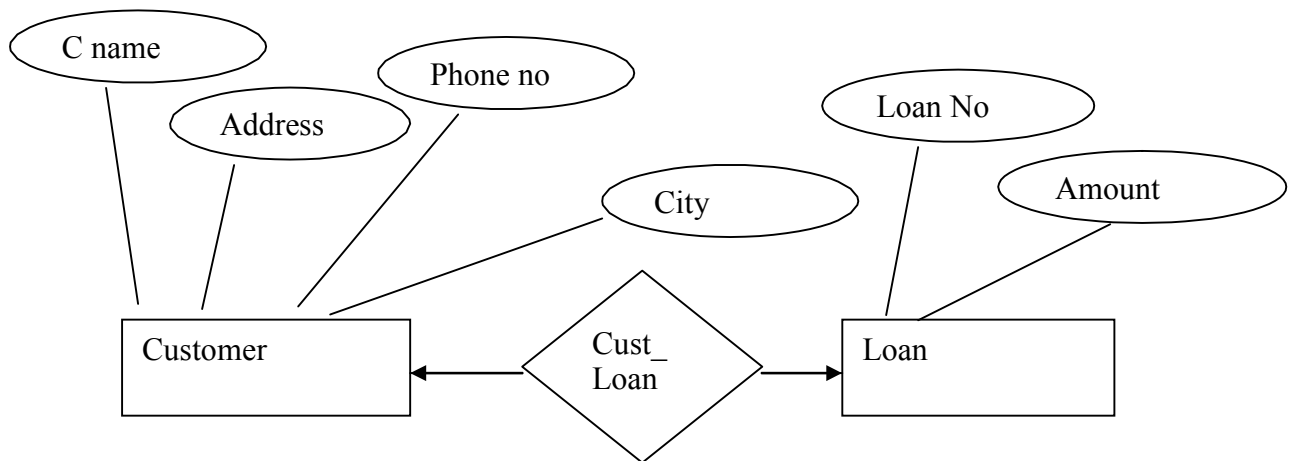 C name
Phone no
Address
Loan No
Amount
City
Customer
Cust_
Loan
Loan